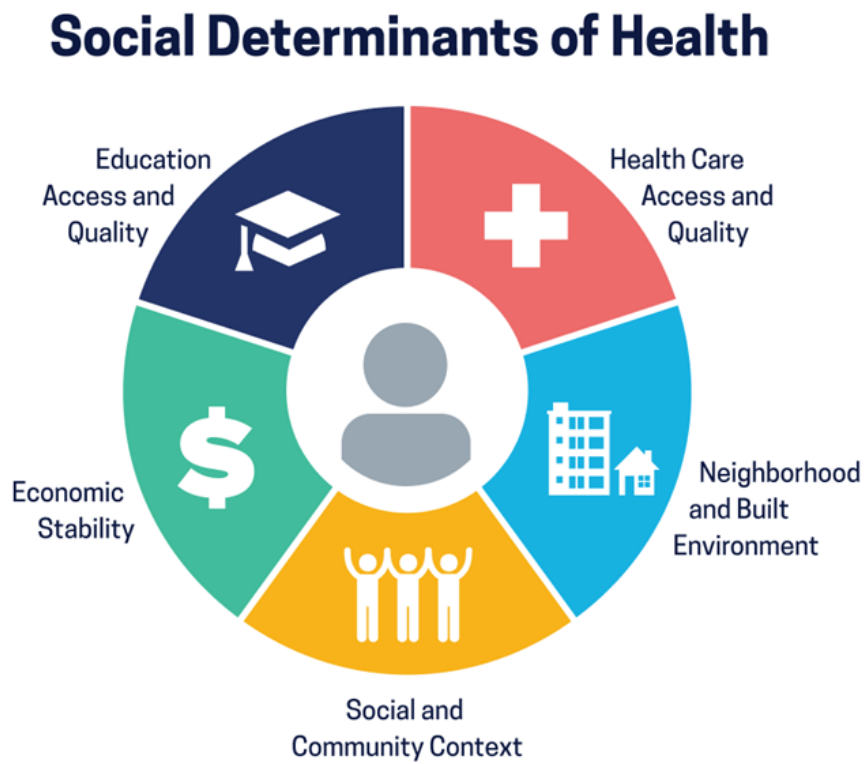 Social Determinants of Health
Education
Access and
Quality
Health Care
Access and
Quality
Economic
Stability
$
Neighborhood
and Built
Environment
Social and
Community Context